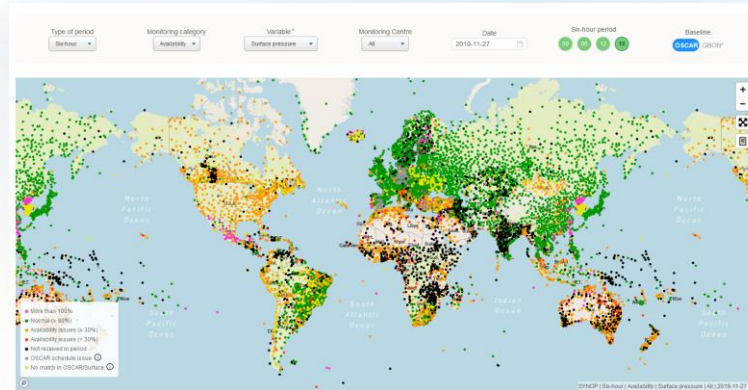 Type of period
Six-hour
Monitoring category
Availability
Variable*
Surface pressure
Monitoring Centre
All
Date
2019-11-27
Six-hour period
00 06 12 18
Baseline
OSCAR GBON*
+
−
North Pacific Ocean
North Atlantic Ocean
North Pacific Ocean
South Pacific Ocean
South Atlantic Ocean
Indian Ocean
South Pacific Ocean
More than 100%
Normal (≥ 80%)
Availability issues (≥ 30%)
Availability issues (< 30%)
Not received in period
OSCAR schedule issue
No match in OSCAR/Surface
SYNOP | Six-hour | Availability | Surface pressure | All | 2019-11-27